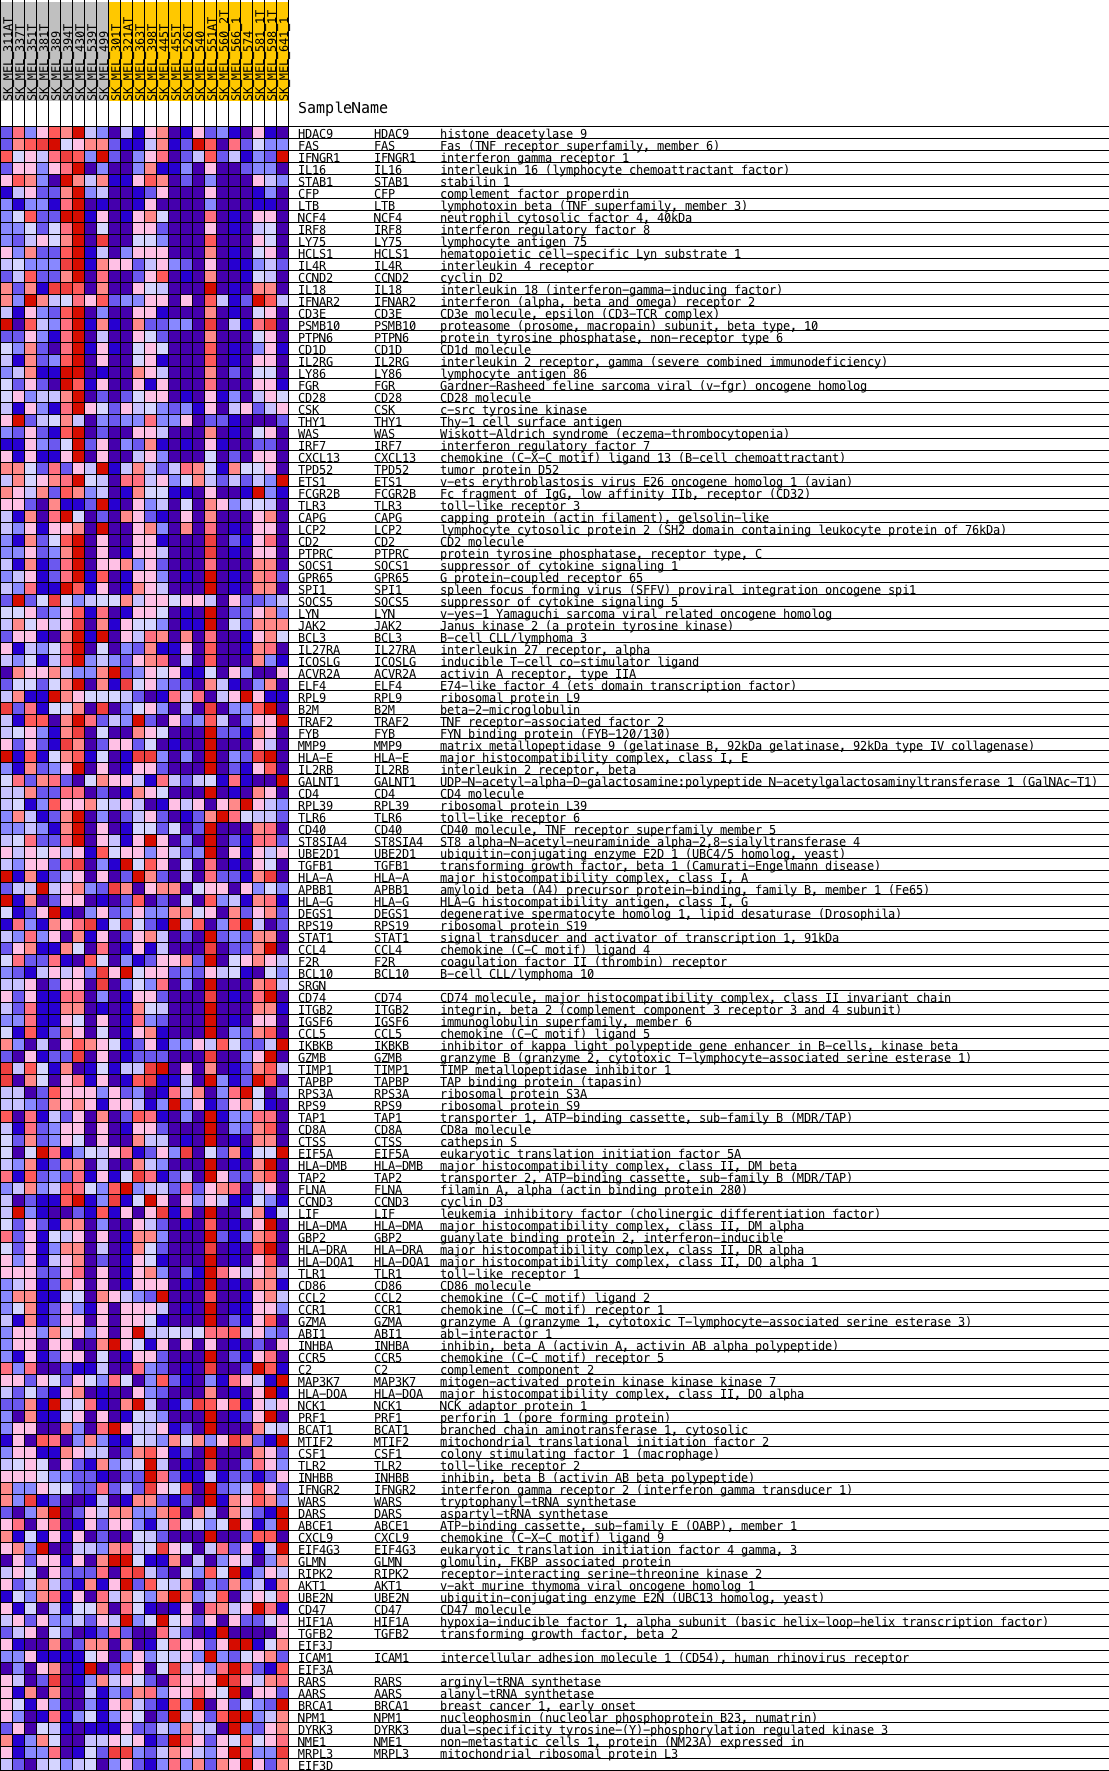 SK_MEL_311AT
SK_MEL_337T
SK_MEL_351T
SK_MEL_381T
SK_MEL_389
SK_MEL_394T
SK_MEL_430T
SK_MEL_539T
SK_MEL_499
SK_MEL_301T
SK_MEL_321AT
SK_MEL_363T
SK_MEL_398T
SK_MEL_445T
SK_MEL_455T
SK_MEL_526T
SK_MEL_540
SK_MEL_551AT
SK_MEL_560_2T
SK_MEL_566_1
SK_MEL_574
SK_MEL_581_1T
SK_MEL_598_1T
SK_MEL_641_1
SampleName
HDAC9 HDAC9 histone deacetylase 9
FAS FAS Fas (TNF receptor superfamily, member 6)
IFNGR1 IFNGR1 interferon gamma receptor 1
IL16 IL16 interleukin 16 (lymphocyte chemoattractant factor)
STAB1 STAB1 stabilin 1
CFP CFP complement factor properdin
LTB LTB lymphotoxin beta (TNF superfamily, member 3)
NCF4 NCF4 neutrophil cytosolic factor 4, 40kDa
IRF8 IRF8 interferon regulatory factor 8
LY75 LY75 lymphocyte antigen 75
HCLS1 HCLS1 hematopoietic cell-specific Lyn substrate 1
IL4R IL4R interleukin 4 receptor
CCND2 CCND2 cyclin D2
IL18 IL18 interleukin 18 (interferon-gamma-inducing factor)
IFNAR2 IFNAR2 interferon (alpha, beta and omega) receptor 2
CD3E CD3E CD3e molecule, epsilon (CD3-TCR complex)
PSMB10 PSMB10 proteasome (prosome, macropain) subunit, beta type, 10
PTPN6 PTPN6 protein tyrosine phosphatase, non-receptor type 6
CD1D CD1D CD1d molecule
IL2RG IL2RG interleukin 2 receptor, gamma (severe combined immunodeficiency)
LY86 LY86 lymphocyte antigen 86
FGR FGR Gardner-Rasheed feline sarcoma viral (v-fgr) oncogene homolog
CD28 CD28 CD28 molecule
CSK CSK c-src tyrosine kinase
THY1 THY1 Thy-1 cell surface antigen
WAS WAS Wiskott-Aldrich syndrome (eczema-thrombocytopenia)
IRF7 IRF7 interferon regulatory factor 7
CXCL13 CXCL13 chemokine (C-X-C motif) ligand 13 (B-cell chemoattractant)
TPD52 TPD52 tumor protein D52
ETS1 ETS1 v-ets erythroblastosis virus E26 oncogene homolog 1 (avian)
FCGR2B FCGR2B Fc fragment of IgG, low affinity IIb, receptor (CD32)
TLR3 TLR3 toll-like receptor 3
CAPG CAPG capping protein (actin filament), gelsolin-like
LCP2 LCP2 lymphocyte cytosolic protein 2 (SH2 domain containing leukocyte protein of 76kDa)
CD2 CD2 CD2 molecule
PTPRC PTPRC protein tyrosine phosphatase, receptor type, C
SOCS1 SOCS1 suppressor of cytokine signaling 1
GPR65 GPR65 G protein-coupled receptor 65
SPI1 SPI1 spleen focus forming virus (SFFV) proviral integration oncogene spi1
SOCS5 SOCS5 suppressor of cytokine signaling 5
LYN LYN v-yes-1 Yamaguchi sarcoma viral related oncogene homolog
JAK2 JAK2 Janus kinase 2 (a protein tyrosine kinase)
BCL3 BCL3 B-cell CLL/lymphoma 3
IL27RA IL27RA interleukin 27 receptor, alpha
ICOSLG ICOSLG inducible T-cell co-stimulator ligand
ACVR2A ACVR2A activin A receptor, type IIA
ELF4 ELF4 E74-like factor 4 (ets domain transcription factor)
RPL9 RPL9 ribosomal protein L9
B2M B2M beta-2-microglobulin
TRAF2 TRAF2 TNF receptor-associated factor 2
FYB FYB FYN binding protein (FYB-120/130)
MMP9 MMP9 matrix metallopeptidase 9 (gelatinase B, 92kDa gelatinase, 92kDa type IV collagenase)
HLA-E HLA-E major histocompatibility complex, class I, E
IL2RB IL2RB interleukin 2 receptor, beta
GALNT1 GALNT1 UDP-N-acetyl-alpha-D-galactosamine:polypeptide N-acetylgalactosaminyltransferase 1 (GalNAc-T1)
CD4 CD4 CD4 molecule
RPL39 RPL39 ribosomal protein L39
TLR6 TLR6 toll-like receptor 6
CD40 CD40 CD40 molecule, TNF receptor superfamily member 5
ST8SIA4 ST8SIA4 ST8 alpha-N-acetyl-neuraminide alpha-2,8-sialyltransferase 4
UBE2D1 UBE2D1 ubiquitin-conjugating enzyme E2D 1 (UBC4/5 homolog, yeast)
TGFB1 TGFB1 transforming growth factor, beta 1 (Camurati-Engelmann disease)
HLA-A HLA-A major histocompatibility complex, class I, A
APBB1 APBB1 amyloid beta (A4) precursor protein-binding, family B, member 1 (Fe65)
HLA-G HLA-G HLA-G histocompatibility antigen, class I, G
DEGS1 DEGS1 degenerative spermatocyte homolog 1, lipid desaturase (Drosophila)
RPS19 RPS19 ribosomal protein S19
STAT1 STAT1 signal transducer and activator of transcription 1, 91kDa
CCL4 CCL4 chemokine (C-C motif) ligand 4
F2R F2R coagulation factor II (thrombin) receptor
BCL10 BCL10 B-cell CLL/lymphoma 10
SRGN
CD74 CD74 CD74 molecule, major histocompatibility complex, class II invariant chain
ITGB2 ITGB2 integrin, beta 2 (complement component 3 receptor 3 and 4 subunit)
IGSF6 IGSF6 immunoglobulin superfamily, member 6
CCL5 CCL5 chemokine (C-C motif) ligand 5
IKBKB IKBKB inhibitor of kappa light polypeptide gene enhancer in B-cells, kinase beta
GZMB GZMB granzyme B (granzyme 2, cytotoxic T-lymphocyte-associated serine esterase 1)
TIMP1 TIMP1 TIMP metallopeptidase inhibitor 1
TAPBP TAPBP TAP binding protein (tapasin)
RPS3A RPS3A ribosomal protein S3A
RPS9 RPS9 ribosomal protein S9
TAP1 TAP1 transporter 1, ATP-binding cassette, sub-family B (MDR/TAP)
CD8A CD8A CD8a molecule
CTSS CTSS cathepsin S
EIF5A EIF5A eukaryotic translation initiation factor 5A
HLA-DMB HLA-DMB major histocompatibility complex, class II, DM beta
TAP2 TAP2 transporter 2, ATP-binding cassette, sub-family B (MDR/TAP)
FLNA FLNA filamin A, alpha (actin binding protein 280)
CCND3 CCND3 cyclin D3
LIF LIF leukemia inhibitory factor (cholinergic differentiation factor)
HLA-DMA HLA-DMA major histocompatibility complex, class II, DM alpha
GBP2 GBP2 guanylate binding protein 2, interferon-inducible
HLA-DRA HLA-DRA major histocompatibility complex, class II, DR alpha
HLA-DQA1 HLA-DQA1 major histocompatibility complex, class II, DQ alpha 1
TLR1 TLR1 toll-like receptor 1
CD86 CD86 CD86 molecule
CCL2 CCL2 chemokine (C-C motif) ligand 2
CCR1 CCR1 chemokine (C-C motif) receptor 1
GZMA GZMA granzyme A (granzyme 1, cytotoxic T-lymphocyte-associated serine esterase 3)
ABI1 ABI1 abl-interactor 1
INHBA INHBA inhibin, beta A (activin A, activin AB alpha polypeptide)
CCR5 CCR5 chemokine (C-C motif) receptor 5
C2 C2 complement component 2
MAP3K7 MAP3K7 mitogen-activated protein kinase kinase kinase 7
HLA-DOA HLA-DOA major histocompatibility complex, class II, DO alpha
NCK1 NCK1 NCK adaptor protein 1
PRF1 PRF1 perforin 1 (pore forming protein)
BCAT1 BCAT1 branched chain aminotransferase 1, cytosolic
MTIF2 MTIF2 mitochondrial translational initiation factor 2
CSF1 CSF1 colony stimulating factor 1 (macrophage)
TLR2 TLR2 toll-like receptor 2
INHBB INHBB inhibin, beta B (activin AB beta polypeptide)
IFNGR2 IFNGR2 interferon gamma receptor 2 (interferon gamma transducer 1)
WARS WARS tryptophanyl-tRNA synthetase
DARS DARS aspartyl-tRNA synthetase
ABCE1 ABCE1 ATP-binding cassette, sub-family E (OABP), member 1
CXCL9 CXCL9 chemokine (C-X-C motif) ligand 9
EIF4G3 EIF4G3 eukaryotic translation initiation factor 4 gamma, 3
GLMN GLMN glomulin, FKBP associated protein
RIPK2 RIPK2 receptor-interacting serine-threonine kinase 2
AKT1 AKT1 v-akt murine thymoma viral oncogene homolog 1
UBE2N UBE2N ubiquitin-conjugating enzyme E2N (UBC13 homolog, yeast)
CD47 CD47 CD47 molecule
HIF1A HIF1A hypoxia-inducible factor 1, alpha subunit (basic helix-loop-helix transcription factor)
TGFB2 TGFB2 transforming growth factor, beta 2
EIF3J
ICAM1 ICAM1 intercellular adhesion molecule 1 (CD54), human rhinovirus receptor
EIF3A
RARS RARS arginyl-tRNA synthetase
AARS AARS alanyl-tRNA synthetase
BRCA1 BRCA1 breast cancer 1, early onset
NPM1 NPM1 nucleophosmin (nucleolar phosphoprotein B23, numatrin)
DYRK3 DYRK3 dual-specificity tyrosine-(Y)-phosphorylation regulated kinase 3
NME1 NME1 non-metastatic cells 1, protein (NM23A) expressed in
MRPL3 MRPL3 mitochondrial ribosomal protein L3
EIF3D